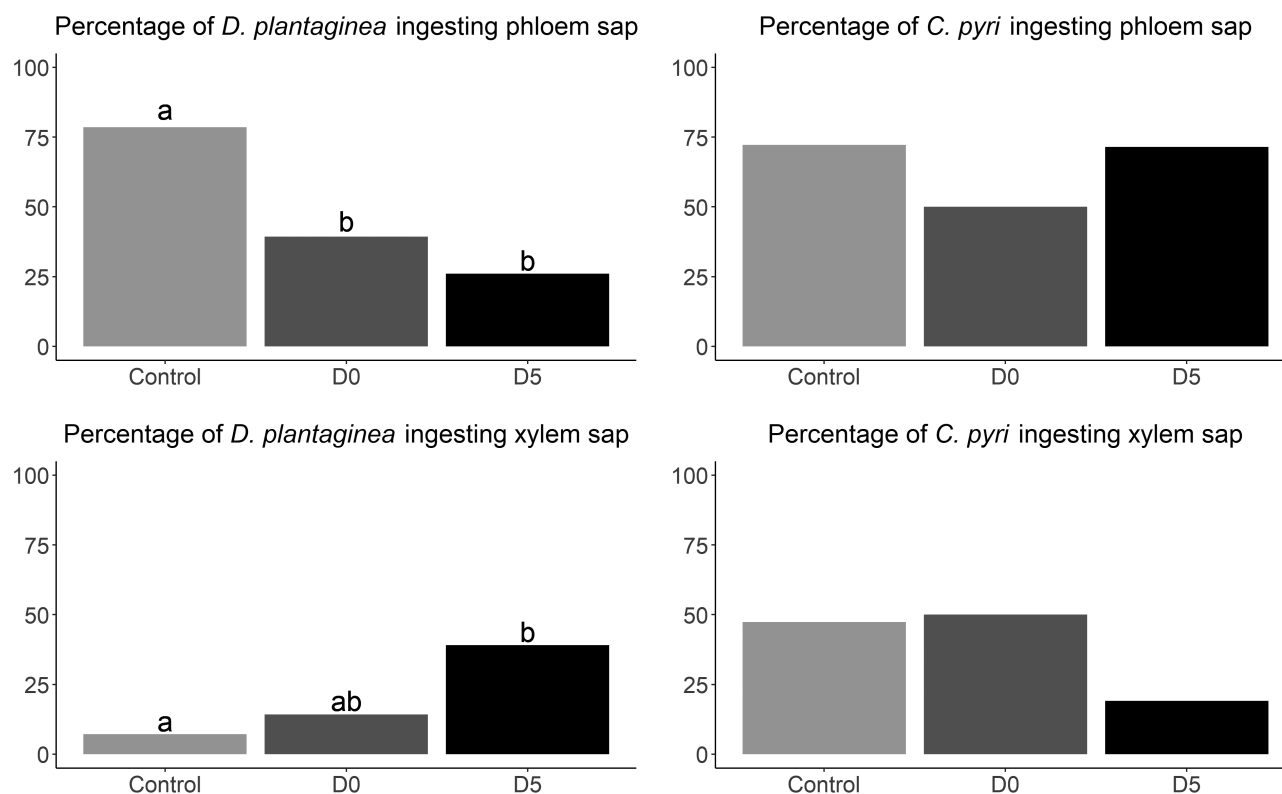 Percentage of D. plantaginea ingesting phloem sap
100
75
50
25
0
a
b
b
Control D0 D5
Percentage of C. pyri ingesting phloem sap
100
75
50
25
0
Control D0 D5
Percentage of D. plantaginea ingesting xylem sap
100
75
50
25
0
a
ab
b
Control D0 D5
Percentage of C. pyri ingesting xylem sap
100
75
50
25
0
Control D0 D5